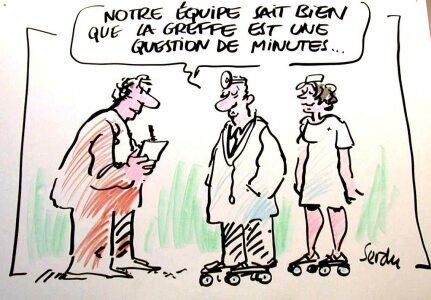 NOTRE ÉQUIPE SAIT BIEN
QUE LA GREFFE EST UNE
QUESTION DE MINUTES...
Serdu